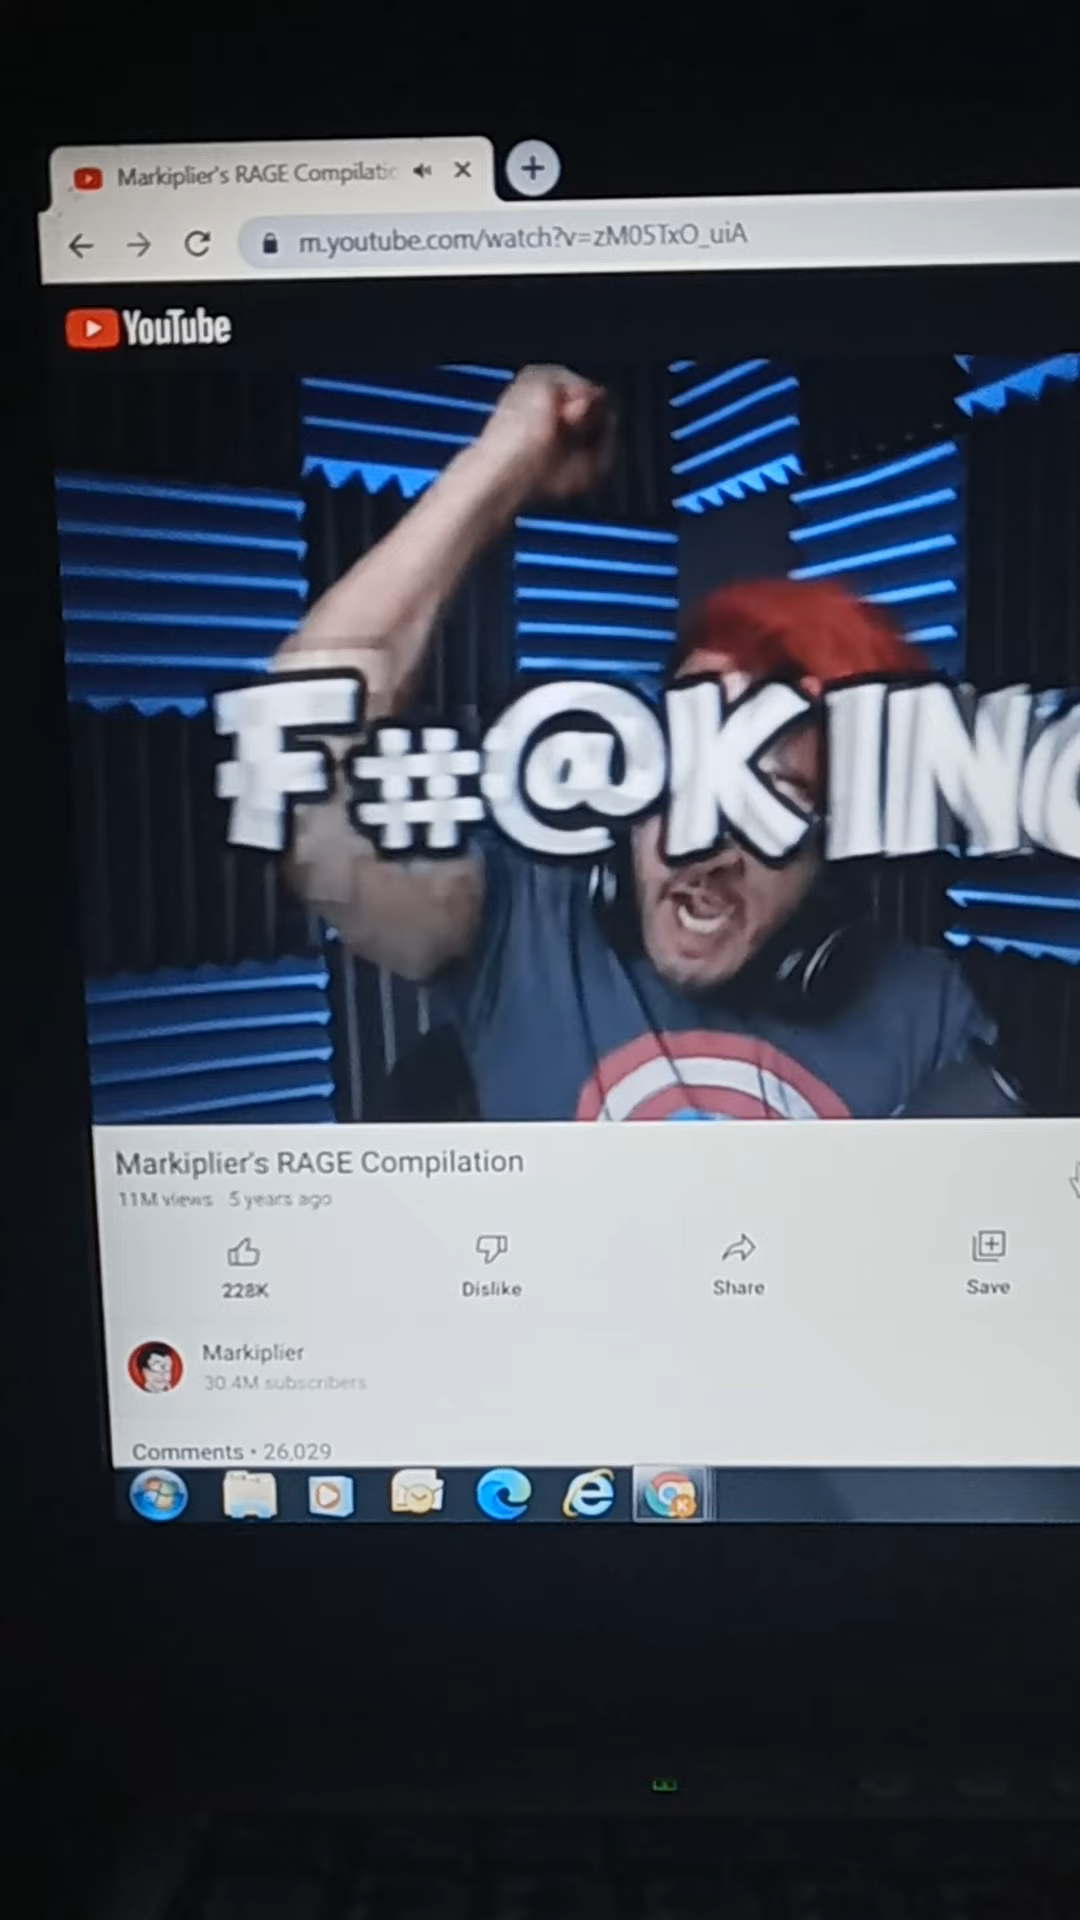 Markiplier's RAGE Compilatic
m.youtube.com/watch?v=zM05TxO_uiA
YouTube
F#@KING
Markiplier's RAGE Compilation
11M views · 5 years ago
228K
Dislike
Share
Save
Markiplier
30.4M subscribers
Comments • 26,029